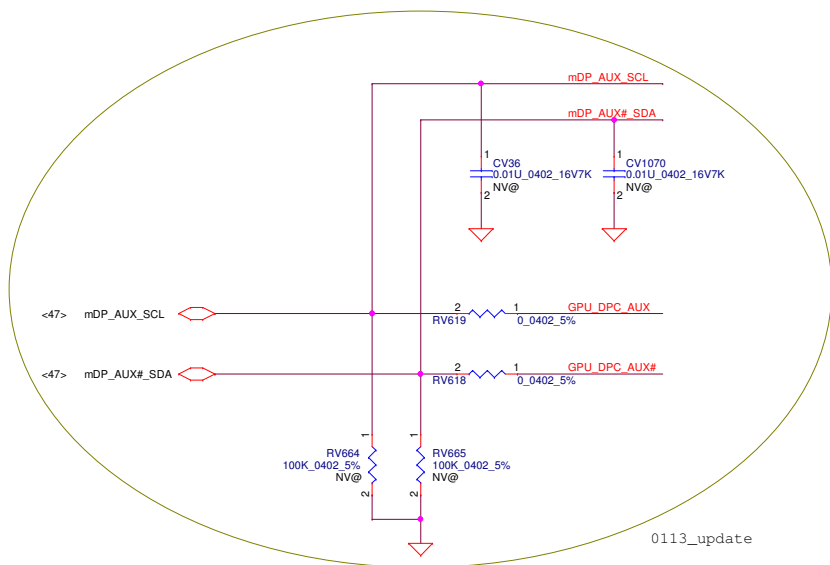 mDP_AUX_SCL
mDP_AUX#_SDA
1
CV36
0.01U_0402_16V7K
NV@
2
1
CV1070
0.01U_0402_16V7K
NV@
2
<47> mDP_AUX_SCL
2 1
GPU_DPC_AUX
RV619
0_0402_5%
<47> mDP_AUX#_SDA
2 1
GPU_DPC_AUX#
RV618
0_0402_5%
1
RV664
100K_0402_5%
NV@
2
1
RV665
100K_0402_5%
NV@
2
0113_update